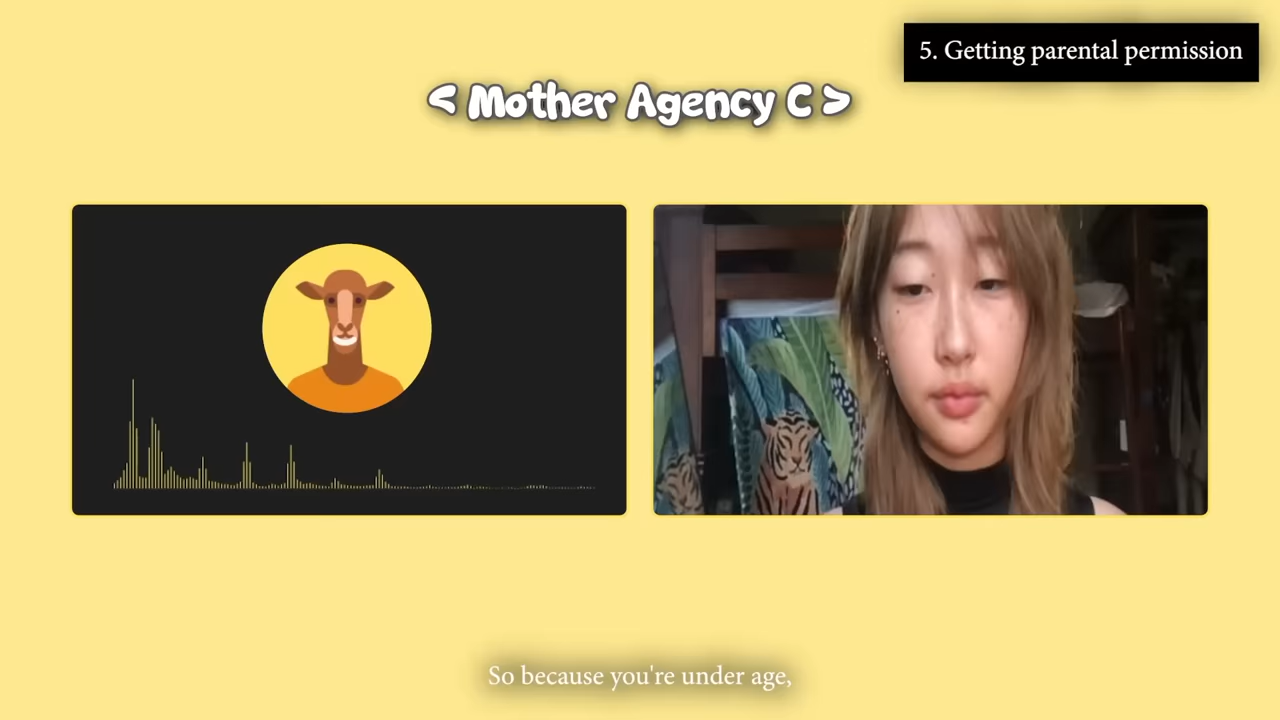 5. Getting parental permission
< Mother Agency C >
So because you're under age,